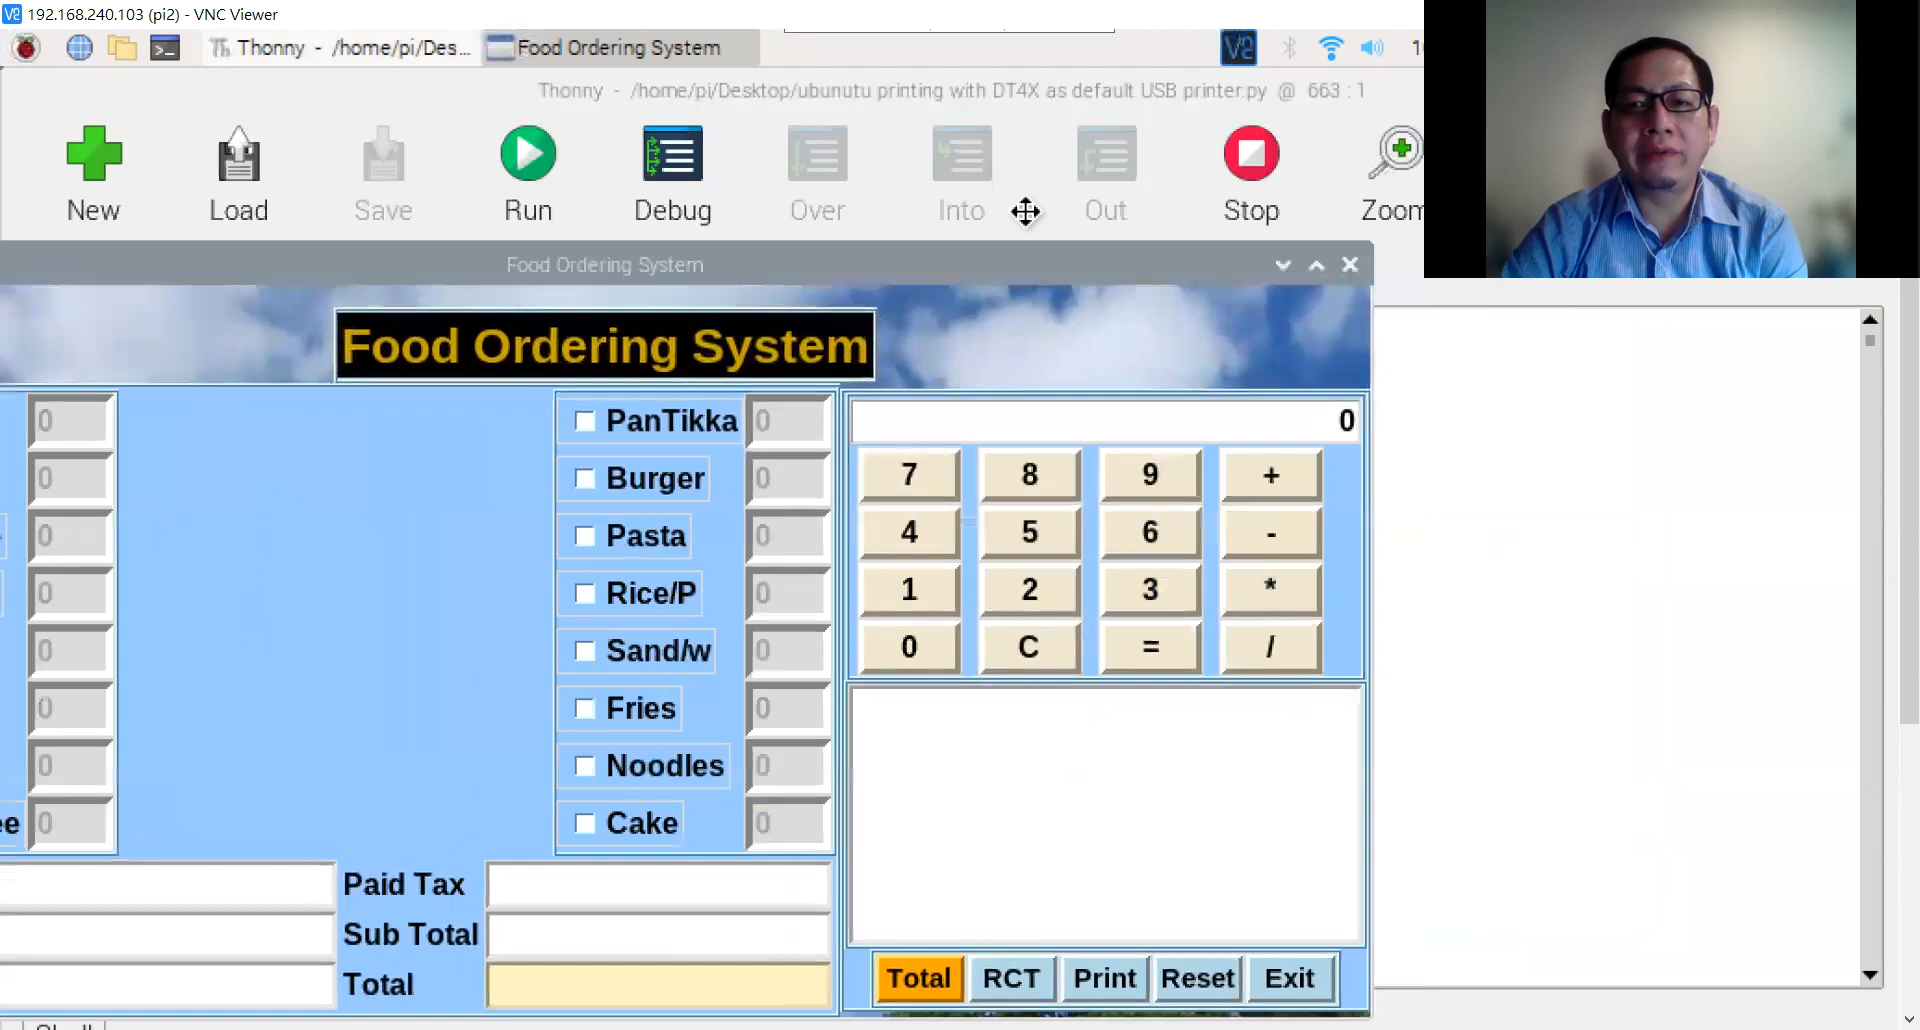 192.168.240.103 (pi2) - VNC Viewer
Thonny - /home/pi/Des... Food Ordering System
Thonny - /home/pi/Desktop/ubunutu printing with DT4X as default USB printer.py @ 663 : 1
New Load Save Run Debug Over Into Out Stop Zoom
Food Ordering System
Food Ordering System
0 PanTikka 0 0
0 Burger 0 7 8 9 +
0 Pasta 0 4 5 6 -
0 Rice/P 0 1 2 3 *
0 Sand/w 0 0 C = /
0 Fries 0
0 Noodles 0
0 Cake 0
Paid Tax
Sub Total
Total Total RCT Print Reset Exit